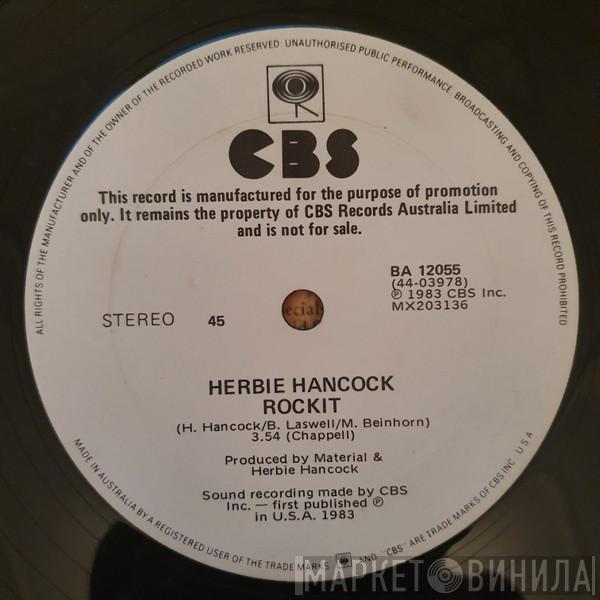 ALL RIGHTS OF THE MANUFACTURER AND OF THE OWNER OF THE RECORDED WORK RESERVED. UNAUTHORISED PUBLIC PERFORMANCE, BROADCASTING AND COPYING OF THIS RECORD PROHIBITED
CBS
This record is manufactured for the purpose of promotion
only. It remains the property of CBS Records Australia Limited
and is not for sale.
BA 12055
(44-03978)
℗ 1983 CBS Inc.
MX203136
STEREO 45
ecial
HERBIE HANCOCK
ROCKIT
(H. Hancock/B. Laswell/M. Beinhorn)
3.54 (Chappell)
Produced by Material &
Herbie Hancock
Sound recording made by CBS
Inc. — first published ℗
in U.S.A. 1983
MADE IN AUSTRALIA BY A REGISTERED USER OF THE TRADE MARKS AND "CBS" ARE TRADE MARKS OF CBS INC. U S A
МАРКЕТ ВИНИЛА